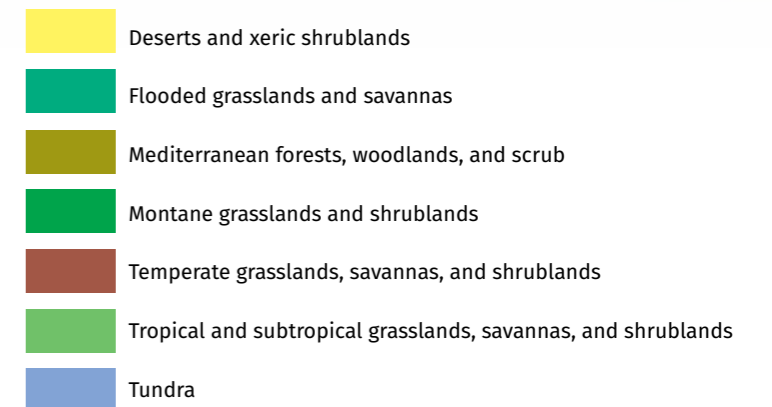 Deserts and xeric shrublands
Flooded grasslands and savannas
Mediterranean forests, woodlands, and scrub
Montane grasslands and shrublands
Temperate grasslands, savannas, and shrublands
Tropical and subtropical grasslands, savannas, and shrublands
Tundra